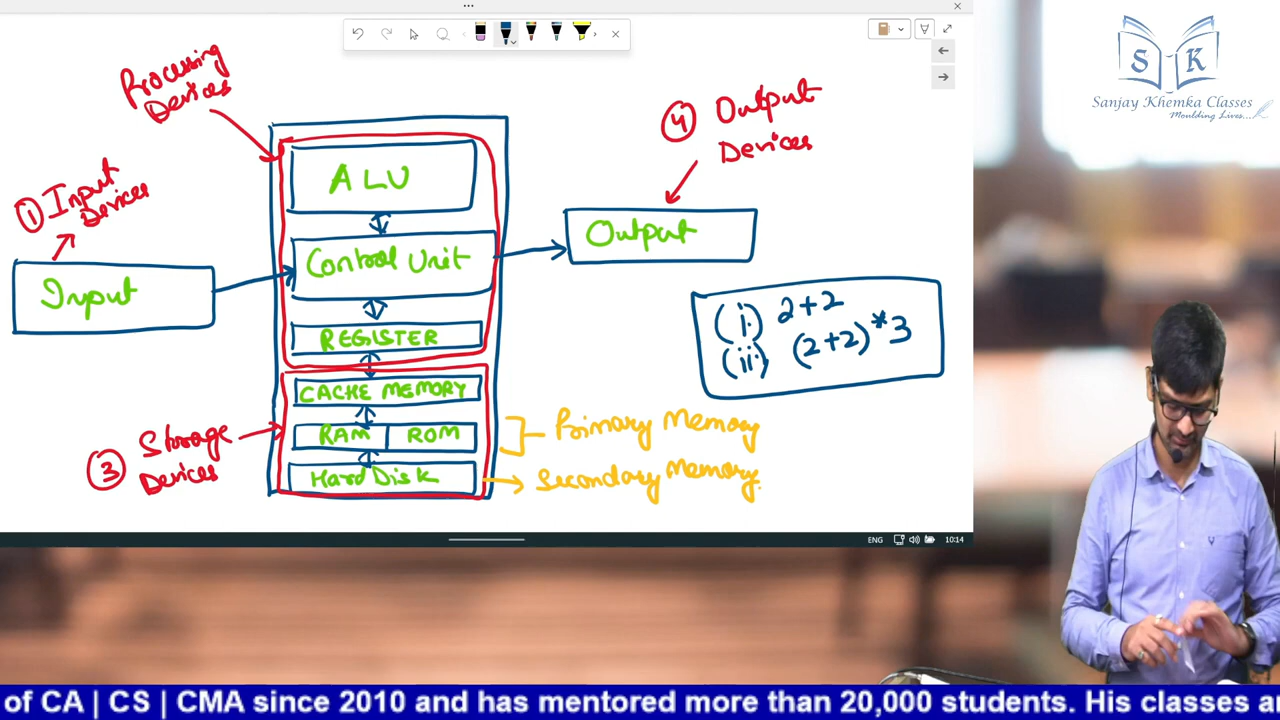 Processing
Devices
① Input
Devices
Input
ALU
Control Unit
REGISTER
CACKE MEMORY
RAM ROM
Hard Disk
③ Storage
Devices
④ Output
Devices
Output
(i) 2+2
(ii) (2+2)*3
Primary Memory
Secondary Memory.
ENG 10:14
S K
Sanjay Khemka Classes
Moulding Lives...
of CA | CS | CMA since 2010 and has mentored more than 20,000 students. His classes a